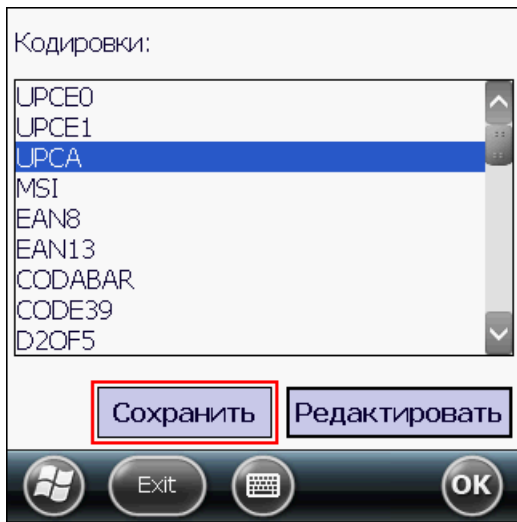 Кодировки:
UPCE0
UPCE1
UPCA
MSI
EAN8
EAN13
CODABAR
CODE39
D2OF5
Сохранить Редактировать
Exit OK